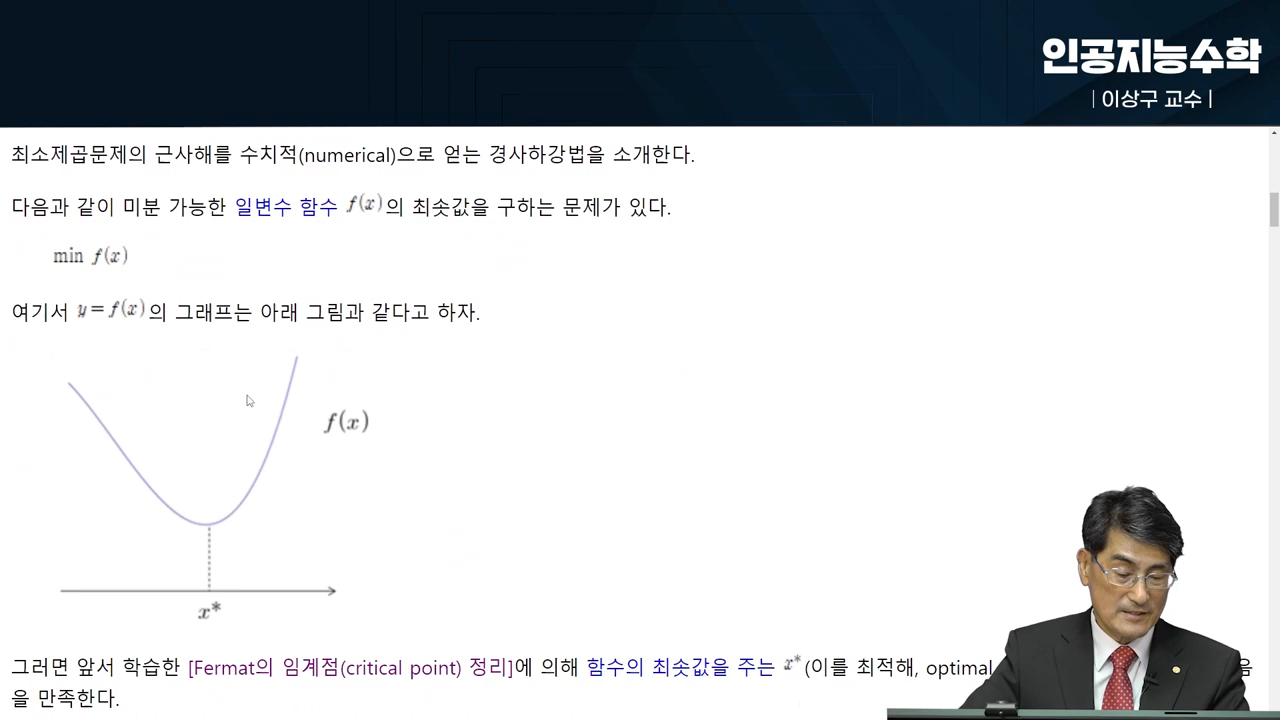 인공지능수학
| 이상구 교수 |
최소제곱문제의 근사해를 수치적(numerical)으로 얻는 경사하강법을 소개한다.
다음과 같이 미분 가능한 일변수 함수 f(x)의 최솟값을 구하는 문제가 있다.
min f(x)
여기서 y=f(x)의 그래프는 아래 그림과 같다고 하자.
f(x)
x*
그러면 앞서 학습한 [Fermat의 임계점(critical point) 정리]에 의해 함수의 최솟값을 주는 x*(이를 최적해, optimal
을 만족한다.